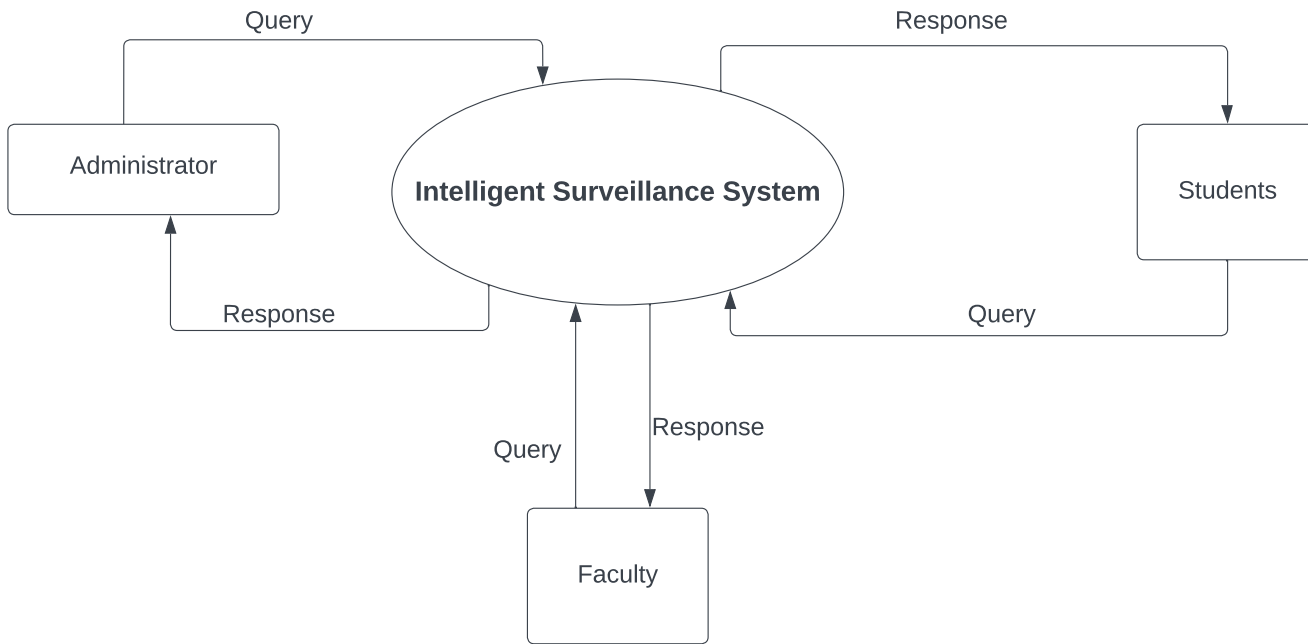 Query
Response
Administrator
Intelligent Surveillance System
Students
Response
Query
Query
Response
Faculty